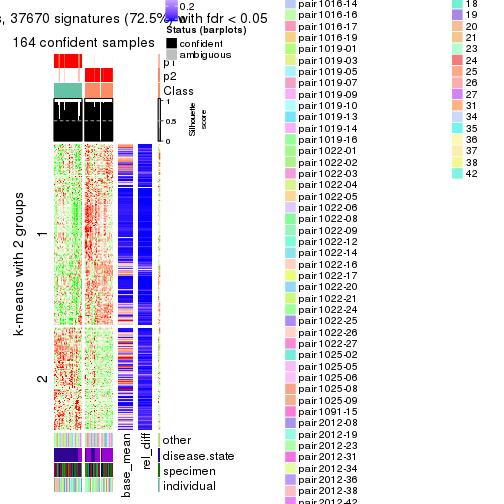 , 37670 signatures (72.5%) with fdr < 0.05
164 confident samples
p1
p2
Class
1
0.5
0
Silhouette
score
0.2
Status (barplots)
confident
ambiguous
k-means with 2 groups
1
2
base_mean
rel_diff
other
disease.state
specimen
individual
pair1016-14
pair1016-16
pair1016-17
pair1019-01
pair1019-03
pair1019-05
pair1019-07
pair1019-09
pair1019-10
pair1019-13
pair1019-14
pair1019-16
pair1022-01
pair1022-02
pair1022-03
pair1022-04
pair1022-05
pair1022-06
pair1022-08
pair1022-09
pair1022-12
pair1022-14
pair1022-16
pair1022-17
pair1022-20
pair1022-21
pair1022-24
pair1022-25
pair1022-26
pair1022-27
pair1025-02
pair1025-05
pair1025-06
pair1025-08
pair1025-09
pair1091-15
pair2012-08
pair2012-19
pair2012-23
pair2012-31
pair2012-34
pair2012-36
pair2012-38
pair2012-42
18
19
20
21
22
24
25
26
27
31
34
35
36
37
38
42